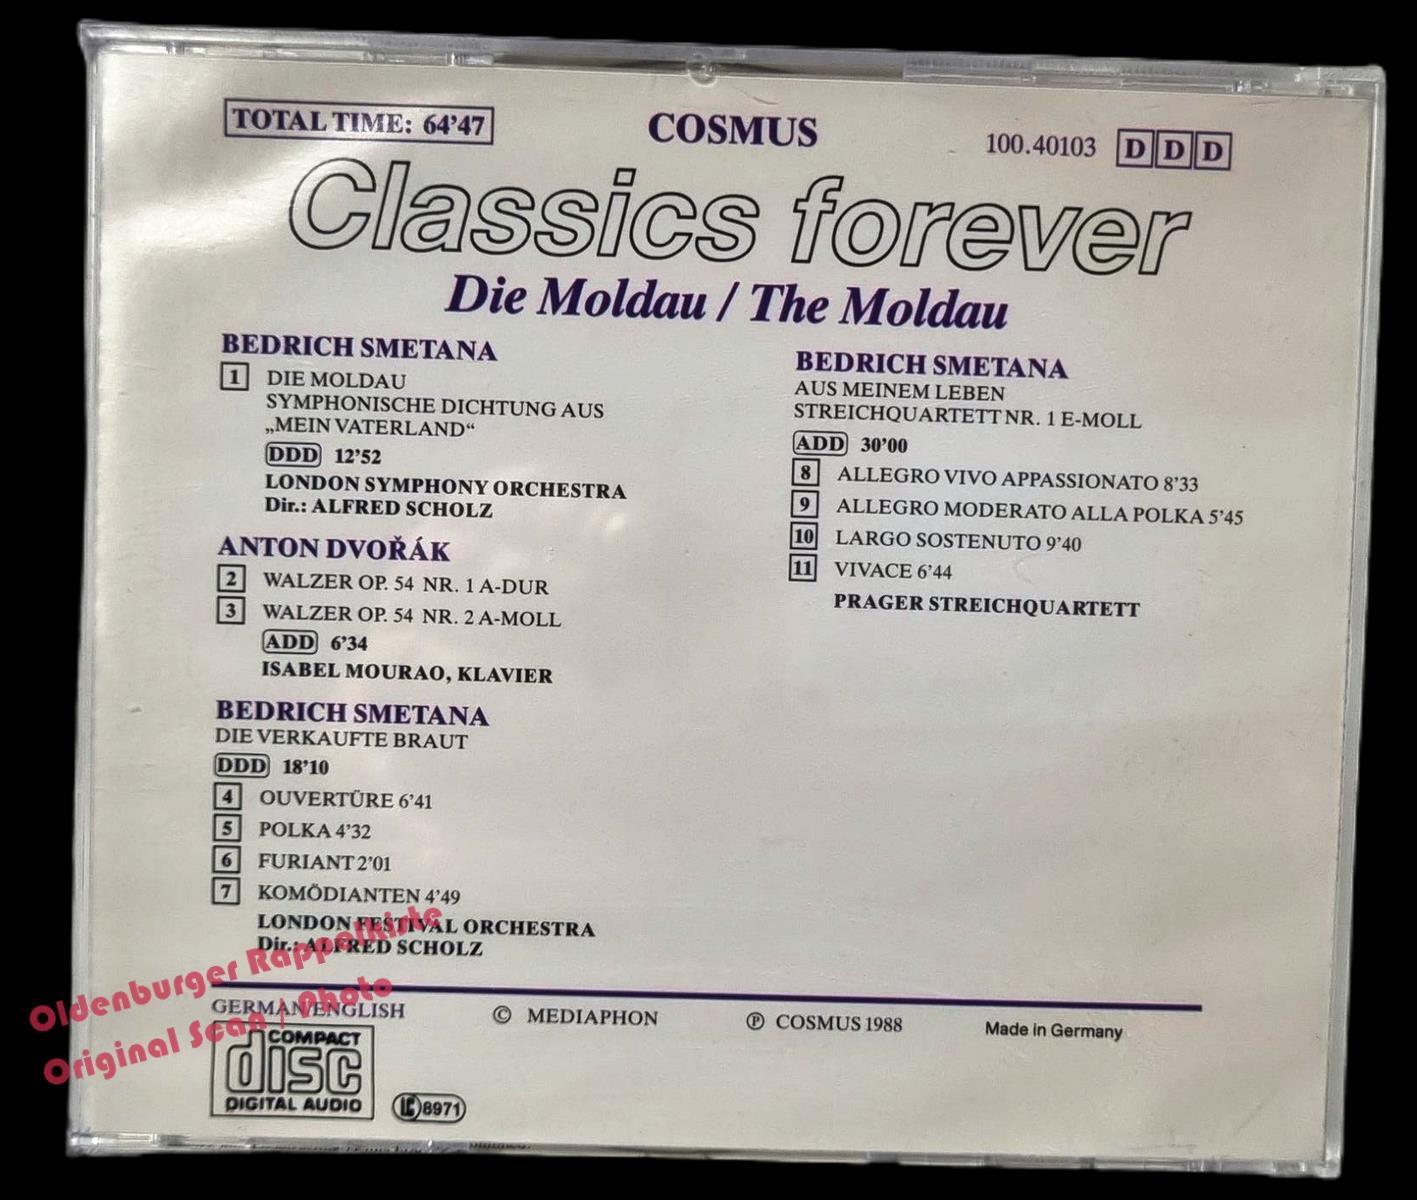 TOTAL TIME: 64'47
COSMUS
100.40103 DDD
Classics forever
Die Moldau / The Moldau
BEDRICH SMETANA
1 DIE MOLDAU
SYMPHONISCHE DICHTUNG AUS
„MEIN VATERLAND“
DDD 12'52
LONDON SYMPHONY ORCHESTRA
Dir.: ALFRED SCHOLZ
ANTON DVOŘÁK
2 WALZER OP. 54 NR. 1 A-DUR
3 WALZER OP. 54 NR. 2 A-MOLL
ADD 6'34
ISABEL MOURAO, KLAVIER
BEDRICH SMETANA
DIE VERKAUFTE BRAUT
DDD 18'10
4 OUVERTÜRE 6'41
5 POLKA 4'32
6 FURIANT 2'01
7 KOMÖDIANTEN 4'49
LONDON FESTIVAL ORCHESTRA
Dir.: ALFRED SCHOLZ
BEDRICH SMETANA
AUS MEINEM LEBEN
STREICHQUARTETT NR. 1 E-MOLL
ADD 30'00
8 ALLEGRO VIVO APPASSIONATO 8'33
9 ALLEGRO MODERATO ALLA POLKA 5'45
10 LARGO SOSTENUTO 9'40
11 VIVACE 6'44
PRAGER STREICHQUARTETT
GERMAN/ENGLISH
© MEDIAPHON
℗ COSMUS 1988
Made in Germany
COMPACT
disc
DIGITAL AUDIO
LC 8971
Oldenburger Rappelkiste
Original Scan / Photo